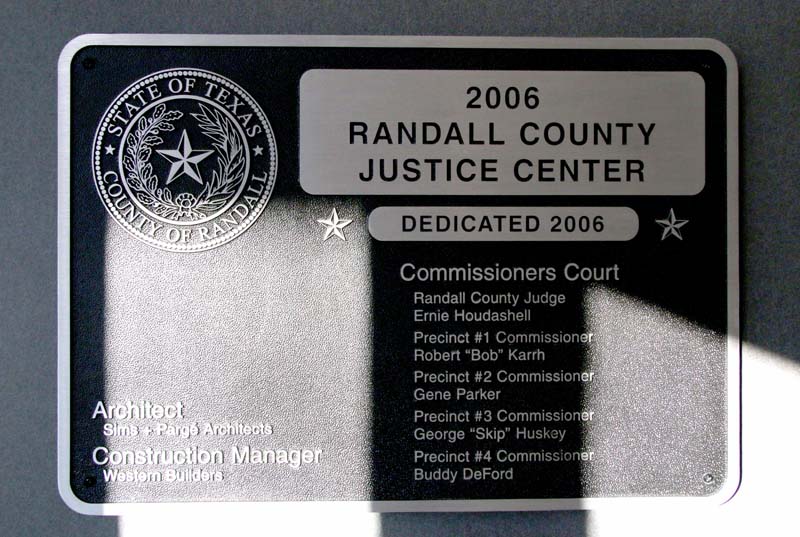 STATE OF TEXAS
COUNTY OF RANDALL
2006
RANDALL COUNTY
JUSTICE CENTER
DEDICATED 2006
Commissioners Court
Randall County Judge
Ernie Houdashell
Precinct #1 Commissioner
Robert "Bob" Karrh
Precinct #2 Commissioner
Gene Parker
Precinct #3 Commissioner
George "Skip" Huskey
Precinct #4 Commissioner
Buddy DeFord
Architect
Sims + Parge Architects
Construction Manager
Western Builders